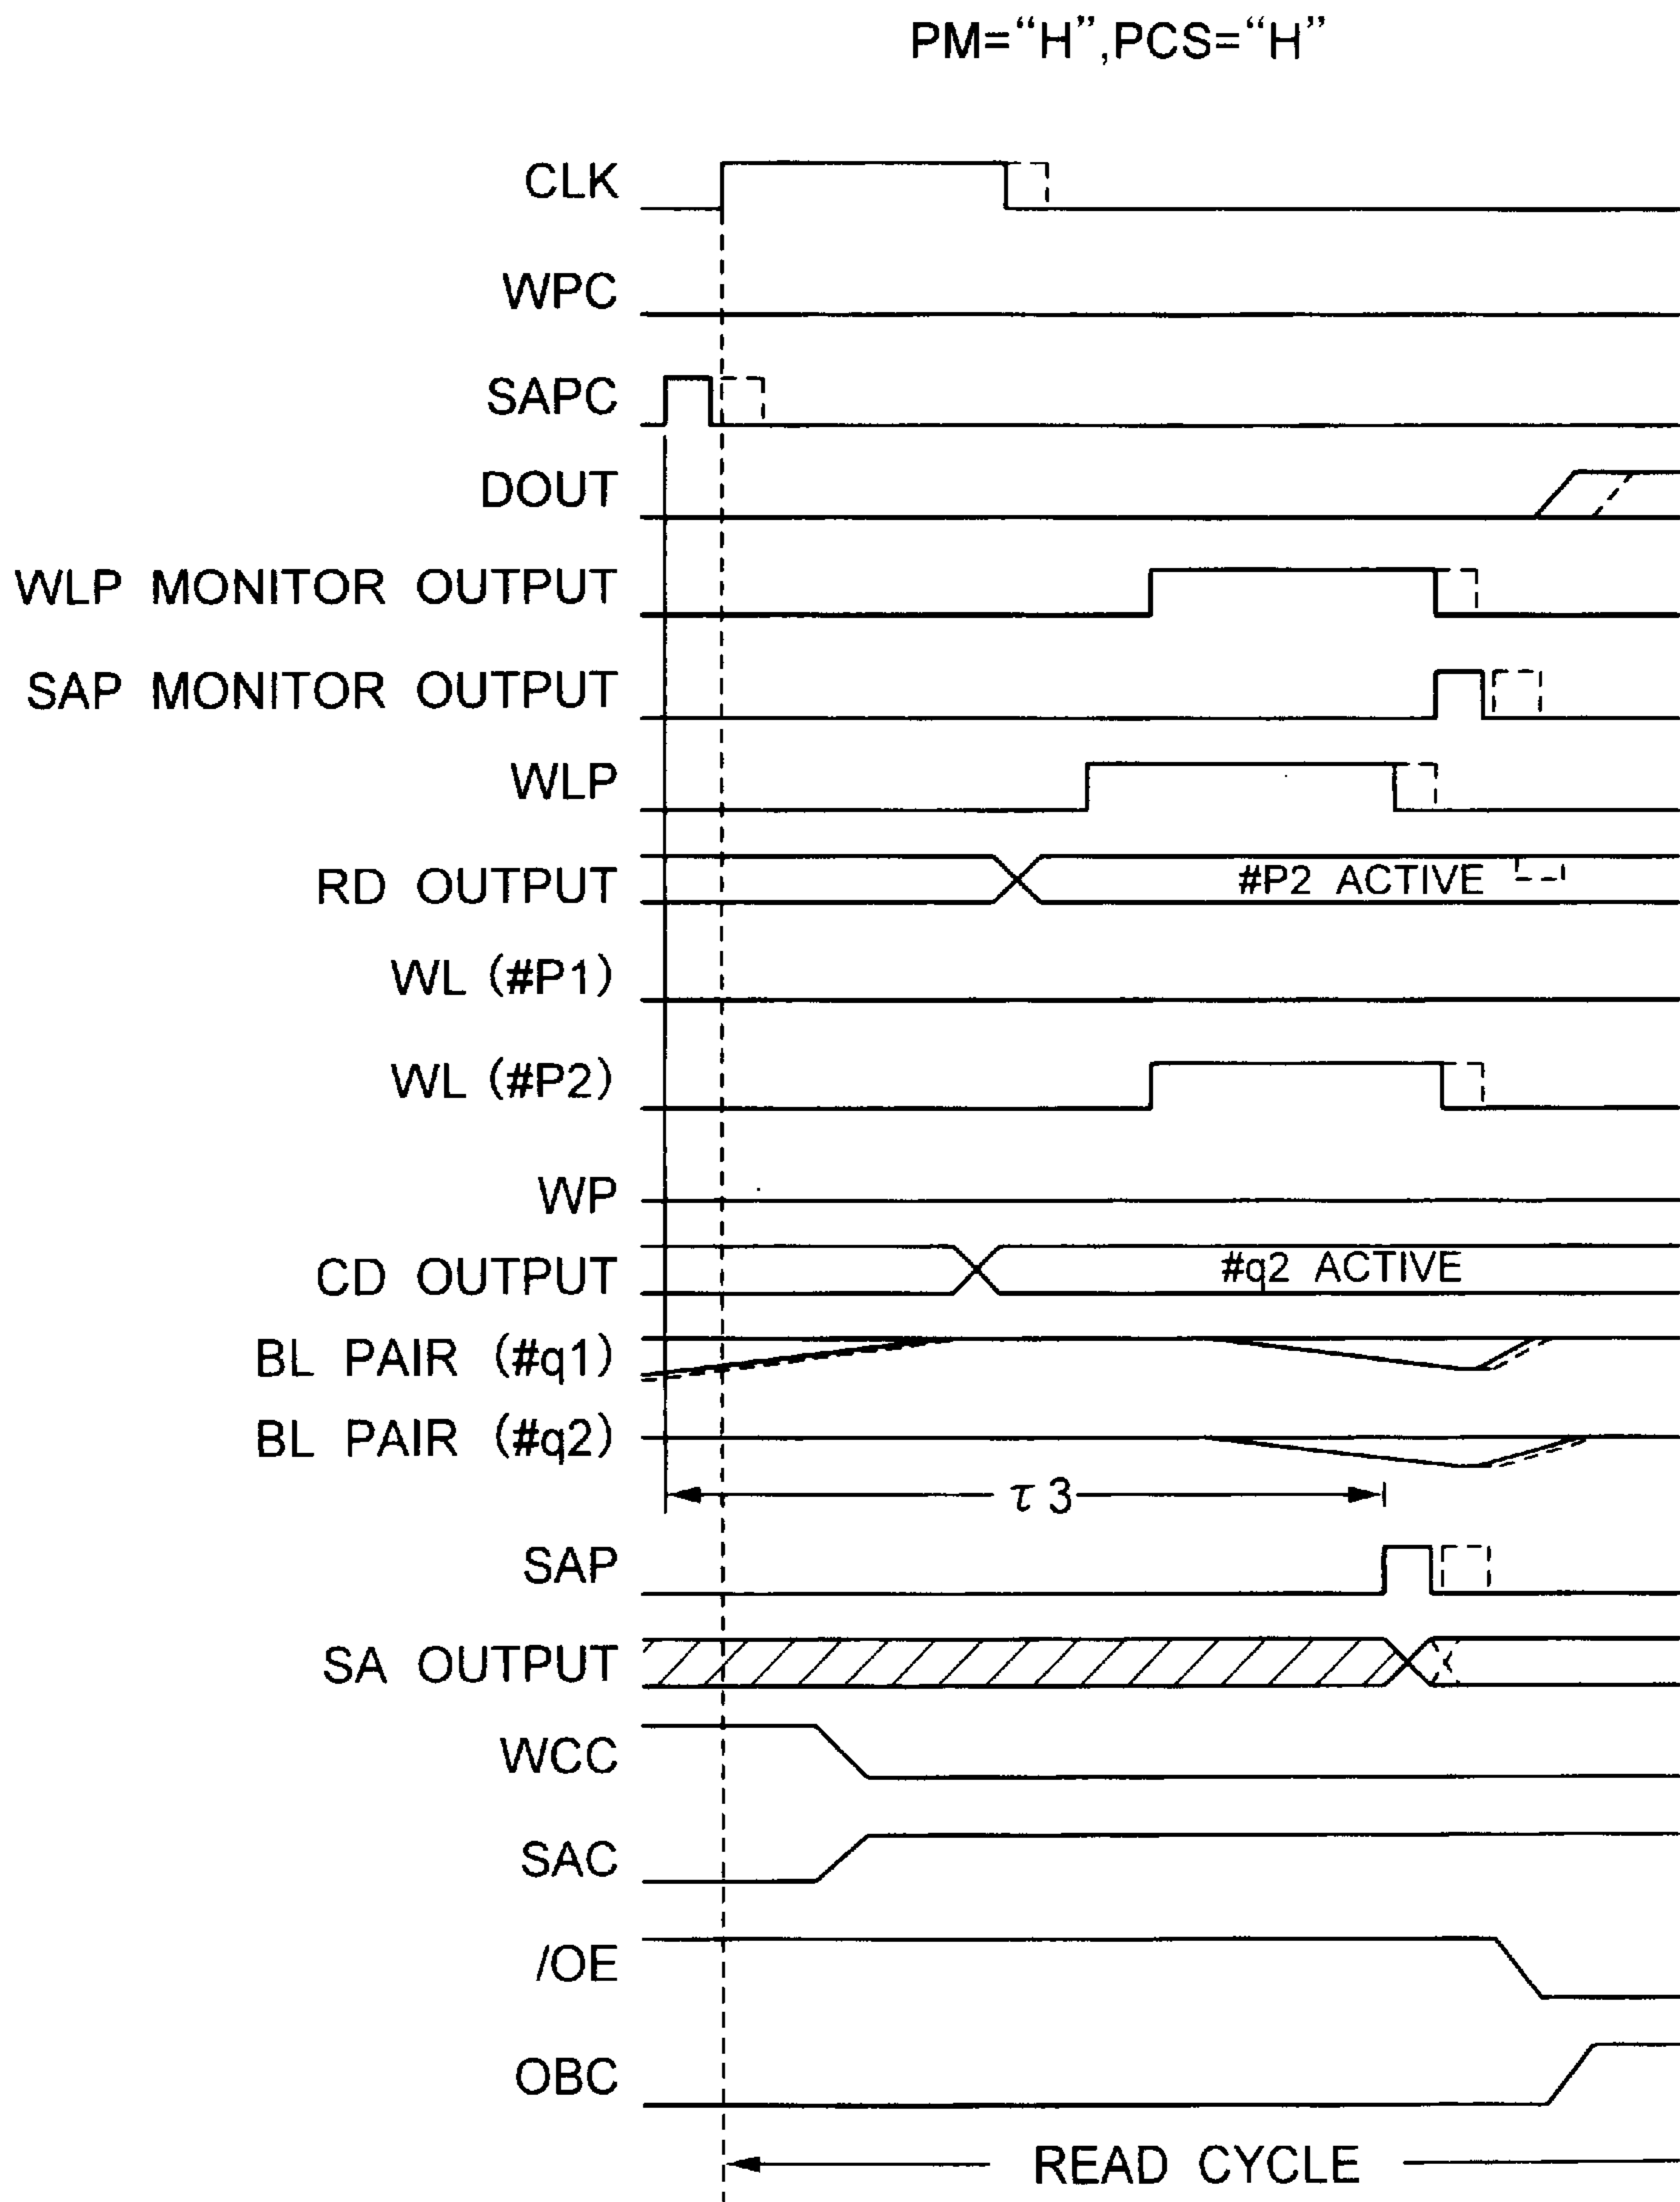 PM=“H”,PCS=“H”
CLK
WPC
SAPC
DOUT
WLP MONITOR OUTPUT
SAP MONITOR OUTPUT
WLP
RD OUTPUT
#P2 ACTIVE
WL (#P1)
WL (#P2)
WP
CD OUTPUT
#q2 ACTIVE
BL PAIR (#q1)
BL PAIR (#q2)
τ3
SAP
SA OUTPUT
WCC
SAC
/OE
OBC
READ CYCLE